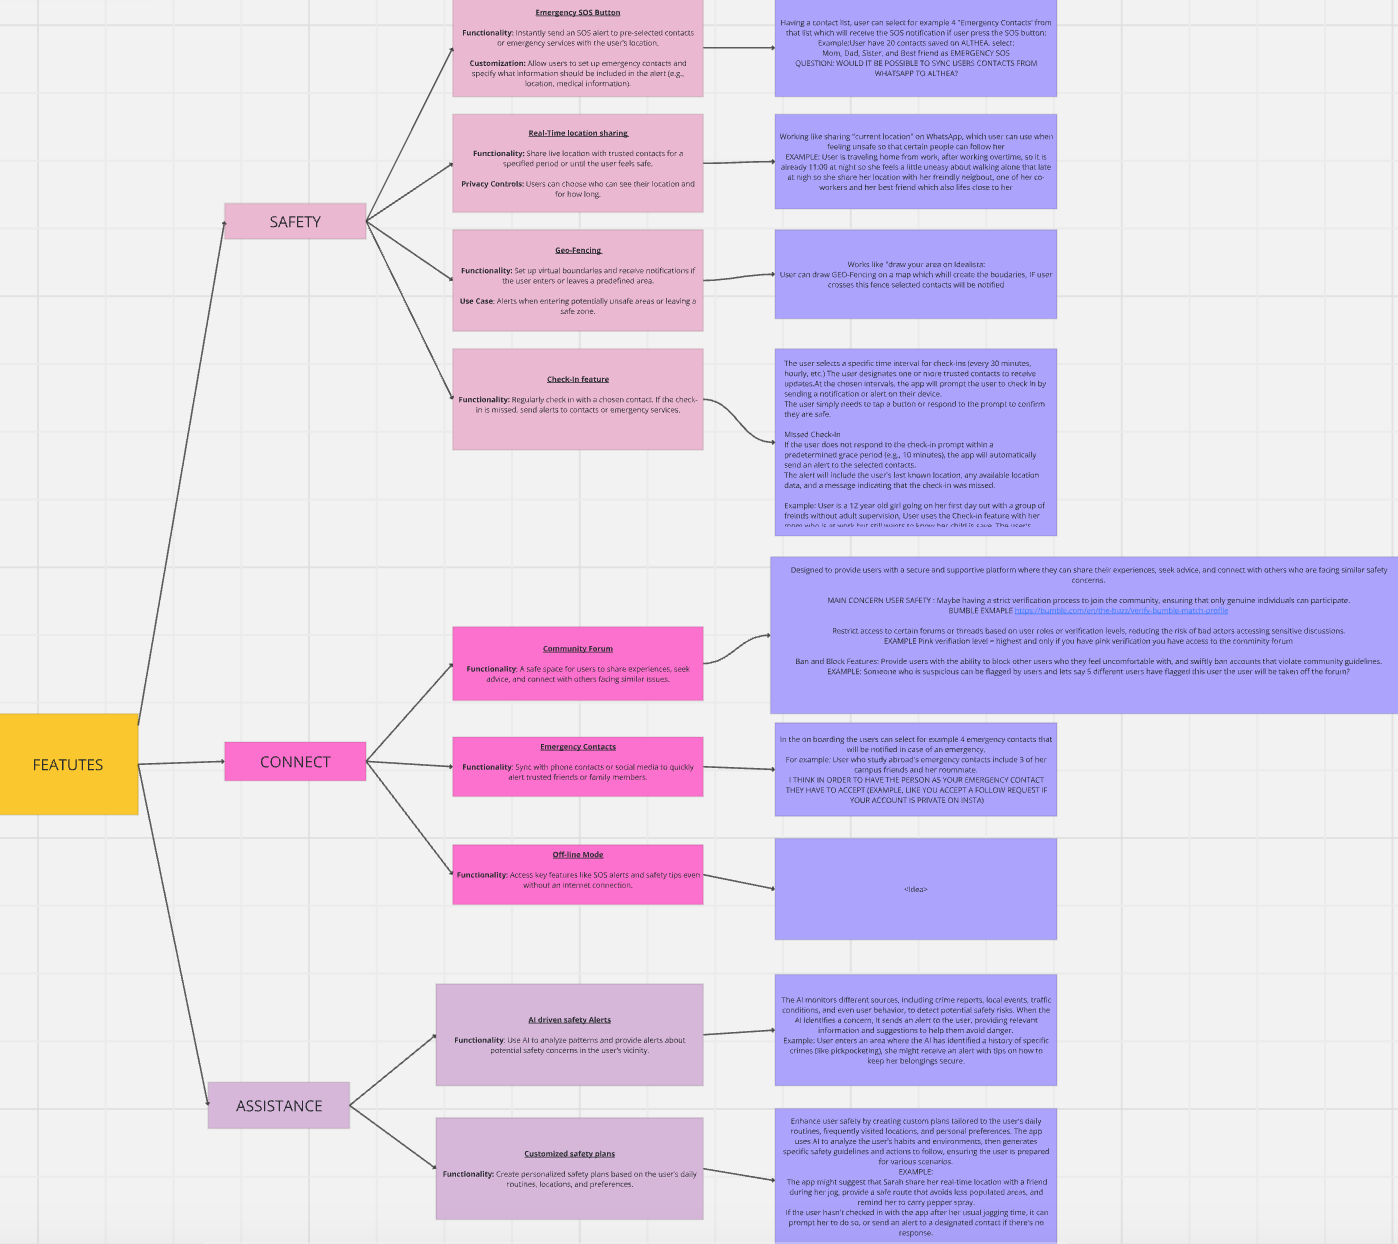 Emergency SOS Button
Functionality: Instantly send an SOS alert to pre-selected contacts
or emergency services with the user's location.
Customization: Allow users to set up emergency contacts and
specify what information should be included in the alert (e.g.,
location, medical information).
Having a contact list, user can select for example 4 "Emergency Contacts' from
that list which will receive the SOS notification if user press the SOS button:
Example:User have 20 contacts saved on ALTHEA, select:
Mom, Dad, Sister, and Best friend as EMERGENCY SOS
QUESTION: WOULD IT BE POSSIBLE TO SYNC USERS CONTACTS FROM
WHATSAPP TO ALTHEA?
Real-Time location sharing
Functionality: Share live location with trusted contacts for a
specified period or until the user feels safe.
Privacy Controls: Users can choose who can see their location and
for how long.
Working like sharing "current location" on WhatsApp, which user can use when
feeling unsafe so that certain people can follow her
EXAMPLE: User is traveling home from work, after working overtime, so it is
already 11:00 at night so she feels a little uneasy about walking alone that late
at nigh so she share her location with her freindly neigbout, one of her co-
workers and her best friend which also lifes close to her
SAFETY
Geo-Fencing
Functionality: Set up virtual boundaries and receive notifications if
the user enters or leaves a predefined area.
Use Case: Alerts when entering potentially unsafe areas or leaving a
safe zone.
Works like "draw your area on Idealista:
User can draw GEO-Fencing on a map which whill create the boudaries, IF user
crosses this fence selected contacts will be notified
Check-In feature
Functionality: Regularly check in with a chosen contact. If the check-
in is missed, send alerts to contacts or emergency services.
The user selects a specific time interval for check-ins (every 30 minutes,
hourly, etc.) The user designates one or more trusted contacts to receive
updates.At the chosen intervals, the app will prompt the user to check in by
sending a notification or alert on their device.
The user simply needs to tap a button or respond to the prompt to confirm
they are safe.
Missed Check-In
If the user does not respond to the check-in prompt within a
predetermined grace period (e.g., 10 minutes), the app will automatically
send an alert to the selected contacts.
The alert will include the user's last known location, any available location
data, and a message indicating that the check-in was missed.
Example: User is a 12 year old girl going on her first day out with a group of
freinds without adult supervision, User uses the Check-in feature with her
mom who is at work but still wants to know her child is save. The user's
FEATUTES
CONNECT
Community Forum
Functionality: A safe space for users to share experiences, seek
advice, and connect with others facing similar issues.
Designed to provide users with a secure and supportive platform where they can share their experiences, seek advice, and connect with others who are facing similar safety
concerns.
MAIN CONCERN USER SAFETY : Maybe having a strict verification process to join the community, ensuring that only genuine individuals can participate.
BUMBLE EXMAPLE https://bumble.com/en/the-buzz/verify-bumble-match-profile
Restrict access to certain forums or threads based on user roles or verification levels, reducing the risk of bad actors accessing sensitive discussions.
EXAMPLE Pink verifiation level = highest and only if you have pink verification you have access to the comminity forum
Ban and Block Features: Provide users with the ability to block other users who they feel uncomfortable with, and swiftly ban accounts that violate community guidelines.
EXAMPLE: Someone who is suspicious can be flagged by users and lets say 5 different users have flagged this user the user will be taken off the forum?
Emergency Contacts
Functionality: Sync with phone contacts or social media to quickly
alert trusted friends or family members.
In the on boarding the users can select for example 4 emergency contacts that
will be notified in case of an emergency.
For example: User who study abroad's emergency contacts include 3 of her
campus friends and her roommate.
I THINK IN ORDER TO HAVE THE PERSON AS YOUR EMERGENCY CONTACT
THEY HAVE TO ACCEPT (EXAMPLE, LIKE YOU ACCEPT A FOLLOW REQUEST IF
YOUR ACCOUNT IS PRIVATE ON INSTA)
Off-line Mode
Functionality: Access key features like SOS alerts and safety tips even
without an internet connection.
<Idea>
ASSISTANCE
AI driven safety Alerts
Functionality: Use AI to analyze patterns and provide alerts about
potential safety concerns in the user's vicinity.
The AI monitors different sources, including crime reports, local events, traffic
conditions, and even user behavior, to detect potential safety risks. When the
AI identifies a concern, it sends an alert to the user, providing relevant
information and suggestions to help them avoid danger.
Example: User enters an area where the AI has identified a history of specific
crimes (like pickpocketing), she might receive an alert with tips on how to
keep her belongings secure.
Customized safety plans
Functionality: Create personalized safety plans based on the user's daily
routines, locations, and preferences.
Enhance user safety by creating custom plans tailored to the user's daily
routines, frequently visited locations, and personal preferences. The app
uses AI to analyze the user's habits and environments, then generates
specific safety guidelines and actions to follow, ensuring the user is prepared
for various scenarios.
EXAMPLE:
The app might suggest that Sarah share her real-time location with a friend
during her jog, provide a safe route that avoids less populated areas, and
remind her to carry pepper spray.
If the user hasn't checked in with the app after her usual jogging time, it can
prompt her to do so, or send an alert to a designated contact if there's no
response.